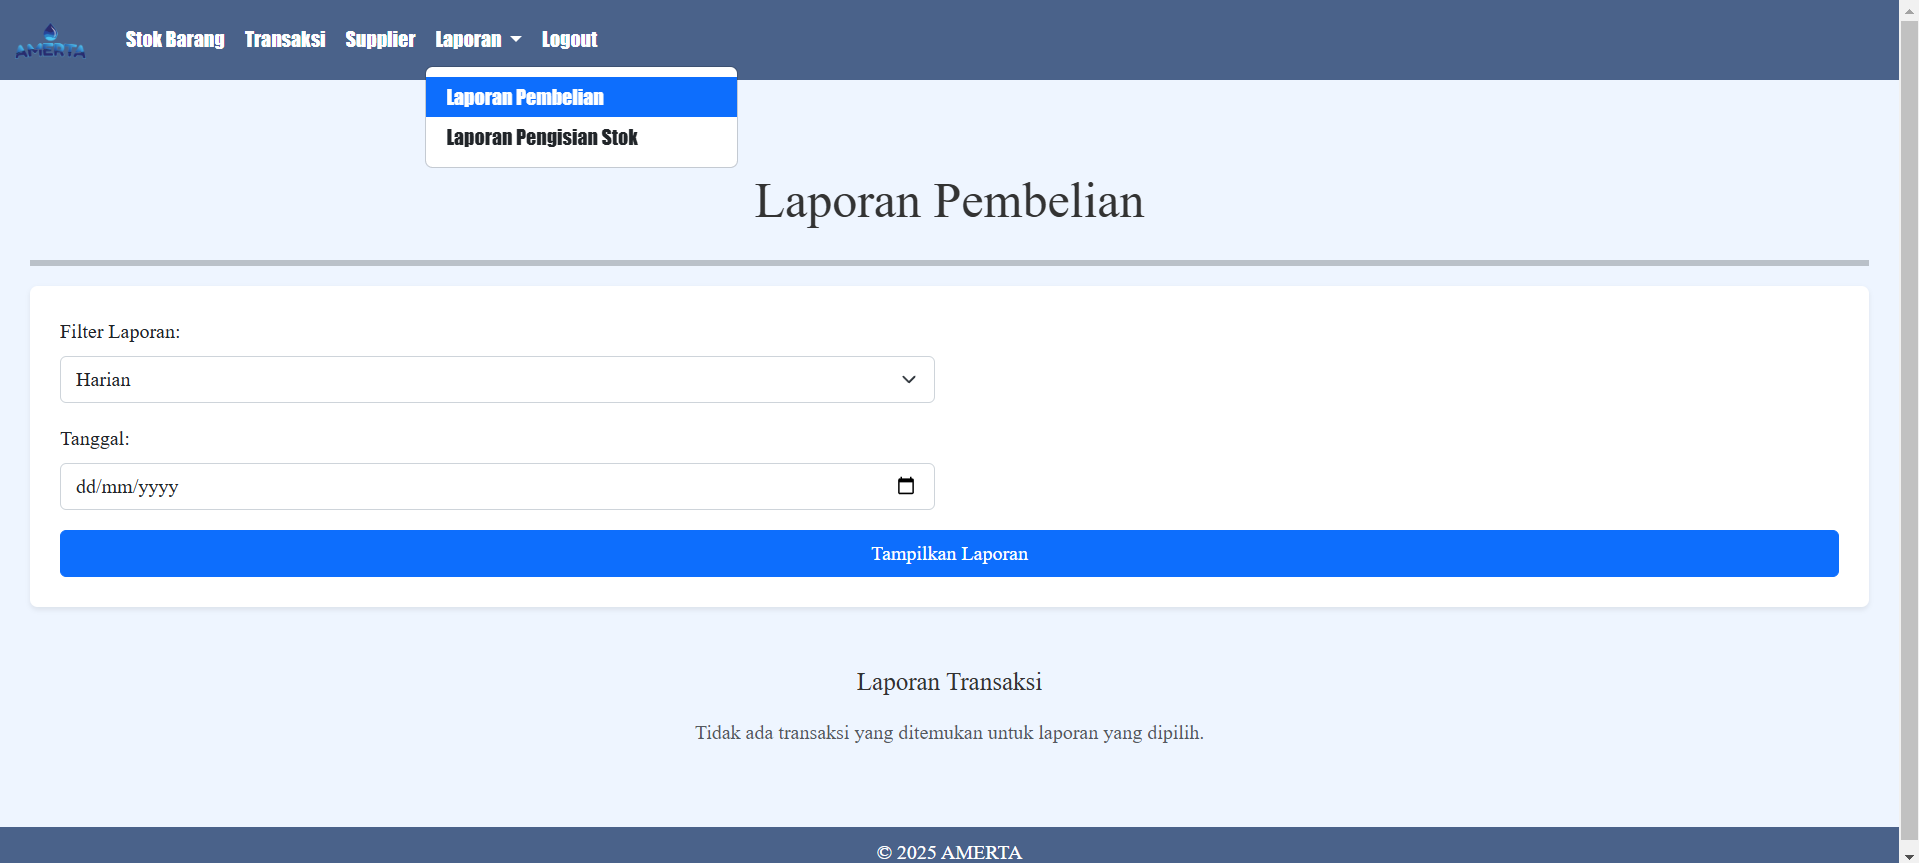 AMERTA
Stok Barang Transaksi Supplier Laporan Logout
Laporan Pembelian
Laporan Pengisian Stok
Laporan Pembelian
Filter Laporan:
Harian
Tanggal:
dd/mm/yyyy
Tampilkan Laporan
Laporan Transaksi
Tidak ada transaksi yang ditemukan untuk laporan yang dipilih.
© 2025 AMERTA